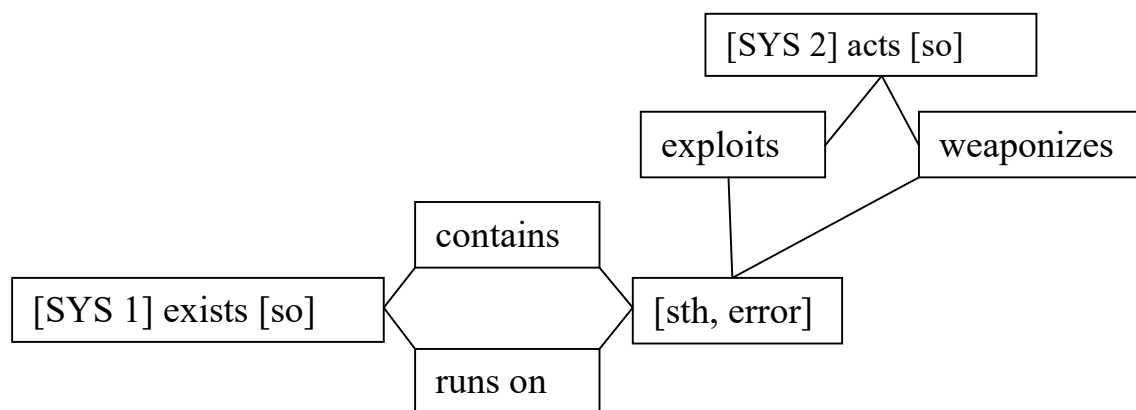 [SYS 2] acts [so]
exploits
weaponizes
contains
[SYS 1] exists [so]
[sth, error]
runs on